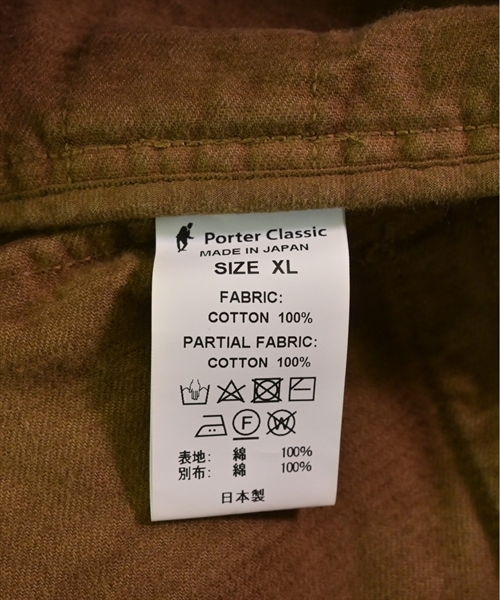 Porter Classic
MADE IN JAPAN
SIZE XL
FABRIC:
COTTON 100%
PARTIAL FABRIC:
COTTON 100%
F W
表地: 綿 100%
別布: 綿 100%
日本製